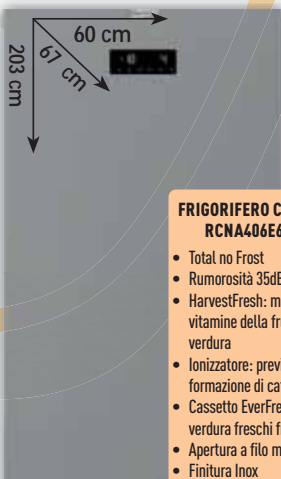 60 cm
67 cm
203 cm
FRIGORIFERO C
RCNA406E6
• Total no Frost
• Rumorosità 35dB
• HarvestFresh: m
vitamine della fr
verdura
• Ionizzatore: prev
formazione di cat
• Cassetto EverFre
verdura freschi f
• Apertura a filo m
• Finitura Inox